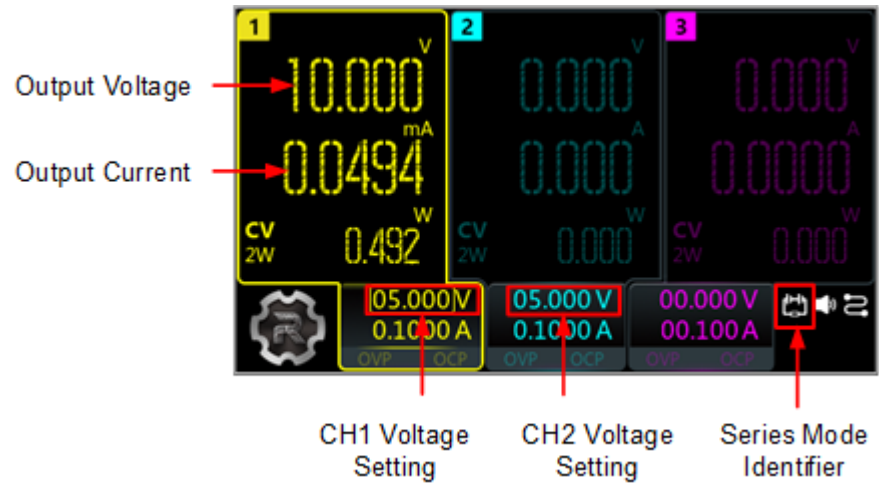 1
2
3
V
V
V
Output Voltage
10.000
0.000
0.000
mA
A
A
Output Current
0.0494
0.000
0.0000
W
W
W
CV
2W
0.492
CV
2W
0.000
CV
2W
0.000
05.000 V
05.000 V
00.000 V
0.1000 A
0.1000 A
00.100 A
OVP OCP
OVP OCP
OVP OCP
CH1 Voltage
Setting
CH2 Voltage
Setting
Series Mode
Identifier